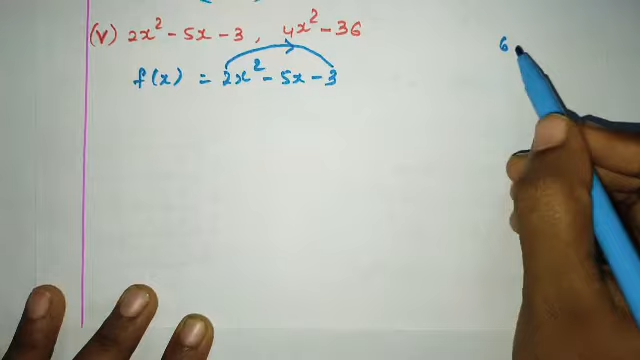 (v) 2x² - 5x - 3 , 4x² - 36
f(x) = 2x² - 5x - 3
6